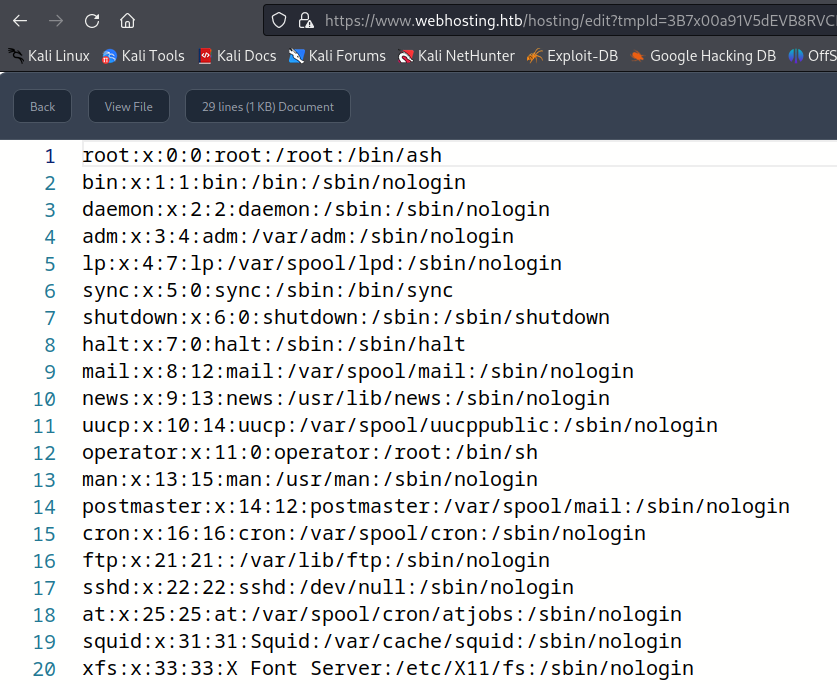 https://www.webhosting.htb/hosting/edit?tmpId=3B7x00a91V5dEVB8RVC
Kali Linux Kali Tools Kali Docs Kali Forums Kali NetHunter Exploit-DB Google Hacking DB OffS
Back View File 29 lines (1 KB) Document
1 root:x:0:0:root:/root:/bin/ash
2 bin:x:1:1:bin:/bin:/sbin/nologin
3 daemon:x:2:2:daemon:/sbin:/sbin/nologin
4 adm:x:3:4:adm:/var/adm:/sbin/nologin
5 lp:x:4:7:lp:/var/spool/lpd:/sbin/nologin
6 sync:x:5:0:sync:/sbin:/bin/sync
7 shutdown:x:6:0:shutdown:/sbin:/sbin/shutdown
8 halt:x:7:0:halt:/sbin:/sbin/halt
9 mail:x:8:12:mail:/var/spool/mail:/sbin/nologin
10 news:x:9:13:news:/usr/lib/news:/sbin/nologin
11 uucp:x:10:14:uucp:/var/spool/uucppublic:/sbin/nologin
12 operator:x:11:0:operator:/root:/bin/sh
13 man:x:13:15:man:/usr/man:/sbin/nologin
14 postmaster:x:14:12:postmaster:/var/spool/mail:/sbin/nologin
15 cron:x:16:16:cron:/var/spool/cron:/sbin/nologin
16 ftp:x:21:21::/var/lib/ftp:/sbin/nologin
17 sshd:x:22:22:sshd:/dev/null:/sbin/nologin
18 at:x:25:25:at:/var/spool/cron/atjobs:/sbin/nologin
19 squid:x:31:31:Squid:/var/cache/squid:/sbin/nologin
20 xfs:x:33:33:X Font Server:/etc/X11/fs:/sbin/nologin